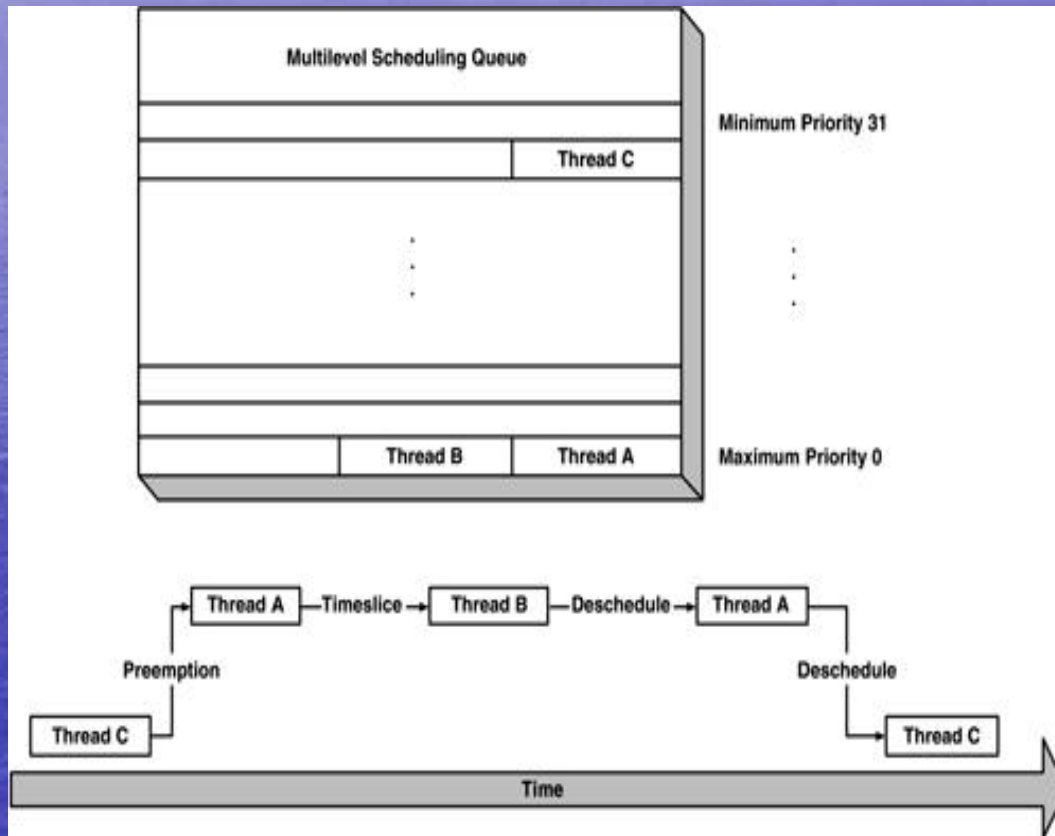 Multilevel Scheduling Queue
Minimum Priority 31
Thread C
Thread B
Thread A
Maximum Priority 0
Thread A
Timeslice
Thread B
Deschedule
Thread A
Preemption
Deschedule
Thread C
Thread C
Time